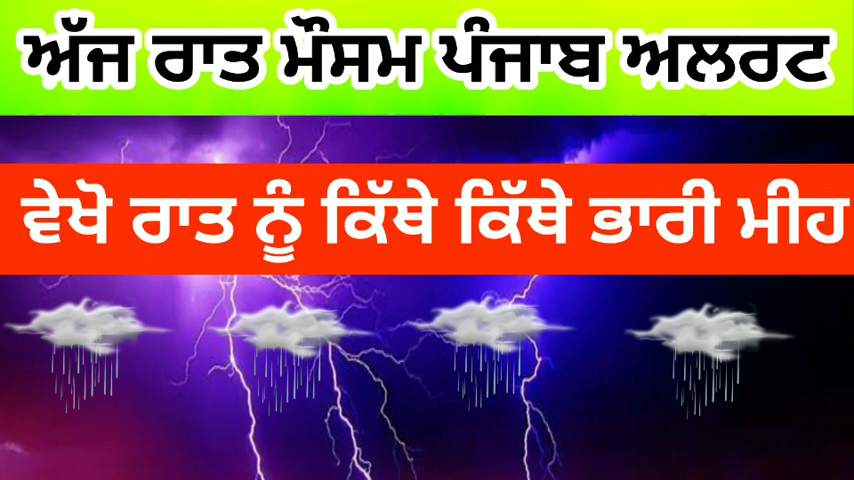 ਅੱਜ ਰਾਤ ਮੌਸਮ ਪੰਜਾਬ ਅਲਰਟ
ਵੇਖੋ ਰਾਤ ਨੂੰ ਕਿੱਥੇ ਕਿੱਥੇ ਭਾਰੀ ਮੀਹ